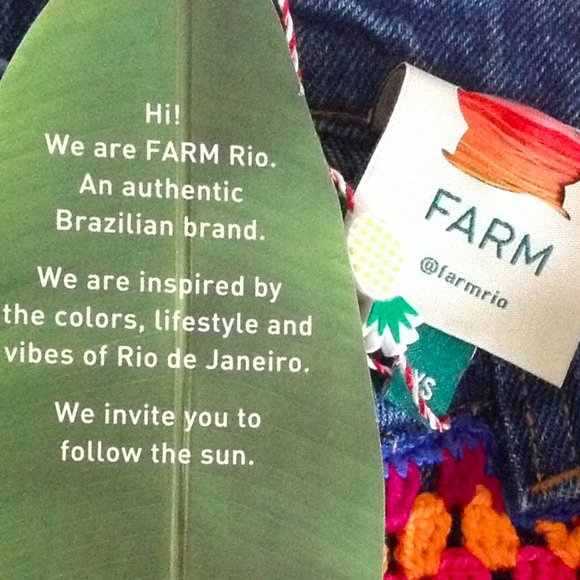 Hi!
We are FARM Rio.
An authentic
Brazilian brand.
We are inspired by
the colors, lifestyle and
vibes of Rio de Janeiro.
We invite you to
follow the sun.
FARM
@farmrio
XS